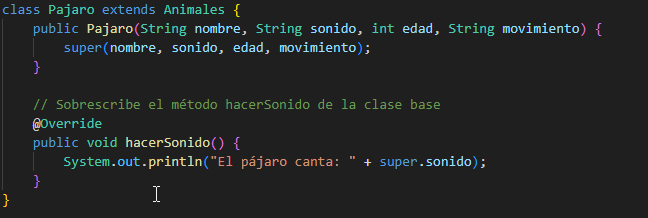 class Pajaro extends Animales {
    public Pajaro(String nombre, String sonido, int edad, String movimiento) {
        super(nombre, sonido, edad, movimiento);
    }

    // Sobrescribe el método hacerSonido de la clase base
    @Override
    public void hacerSonido() {
        System.out.println("El pájaro canta: " + super.sonido);
    }
}